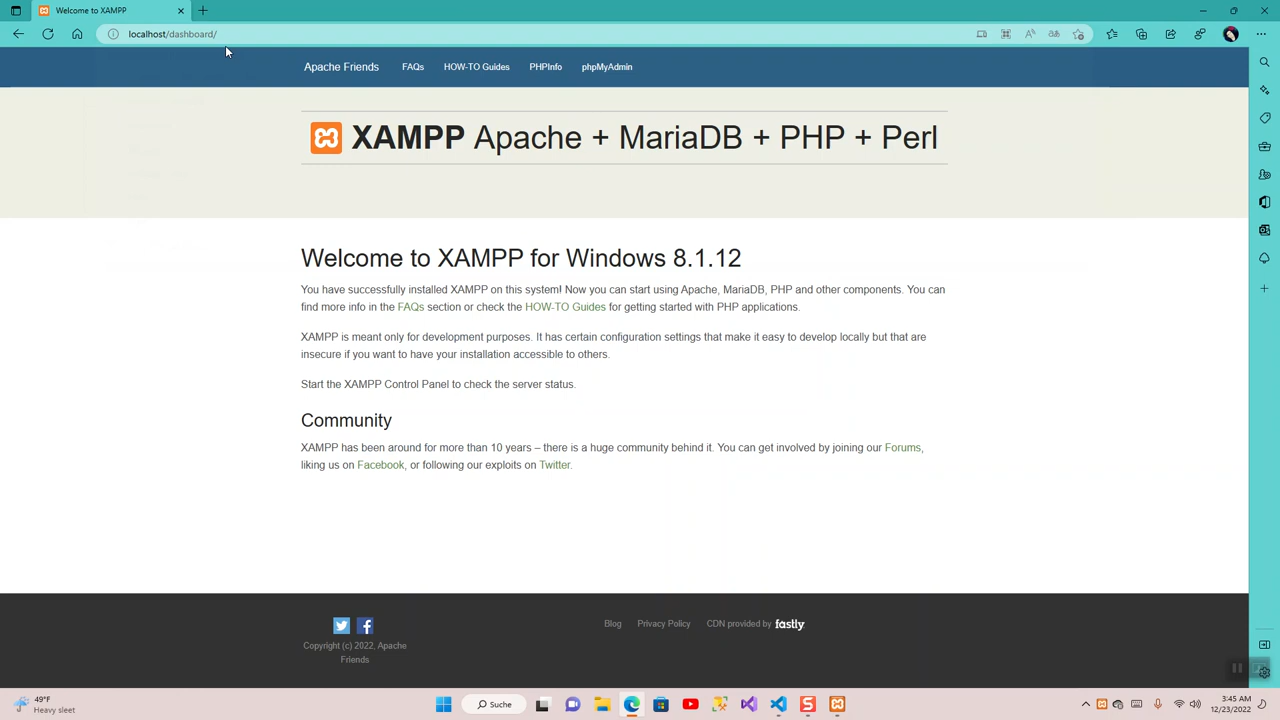 Welcome to XAMPP
localhost/dashboard/
Apache Friends FAQs HOW-TO Guides PHPInfo phpMyAdmin
XAMPP Apache + MariaDB + PHP + Perl
Welcome to XAMPP for Windows 8.1.12
You have successfully installed XAMPP on this system! Now you can start using Apache, MariaDB, PHP and other components. You can
find more info in the FAQs section or check the HOW-TO Guides for getting started with PHP applications.
XAMPP is meant only for development purposes. It has certain configuration settings that make it easy to develop locally but that are
insecure if you want to have your installation accessible to others.
Start the XAMPP Control Panel to check the server status.
Community
XAMPP has been around for more than 10 years – there is a huge community behind it. You can get involved by joining our Forums,
liking us on Facebook, or following our exploits on Twitter.
Blog Privacy Policy CDN provided by fastly
Copyright (c) 2022, Apache
Friends
49°F
Heavy sleet
Suche
3:45 AM
12/23/2022